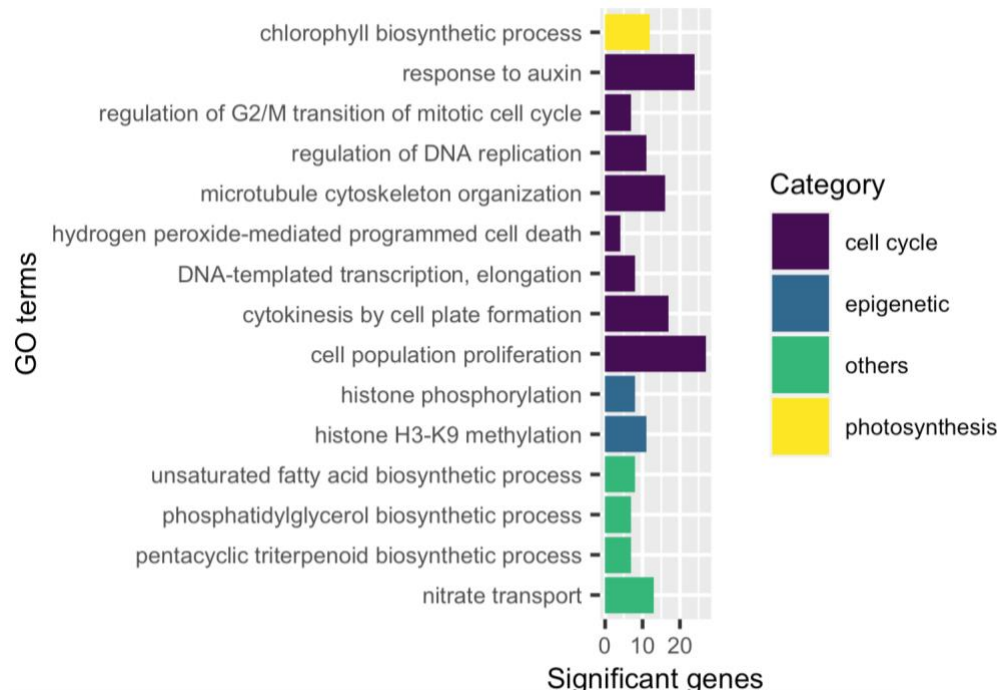 chlorophyll biosynthetic process
response to auxin
regulation of G2/M transition of mitotic cell cycle
regulation of DNA replication
microtubule cytoskeleton organization
hydrogen peroxide-mediated programmed cell death
DNA-templated transcription, elongation
cytokinesis by cell plate formation
cell population proliferation
histone phosphorylation
histone H3-K9 methylation
unsaturated fatty acid biosynthetic process
phosphatidylglycerol biosynthetic process
pentacyclic triterpenoid biosynthetic process
nitrate transport
GO terms
0 10 20
Significant genes
Category
cell cycle
epigenetic
others
photosynthesis